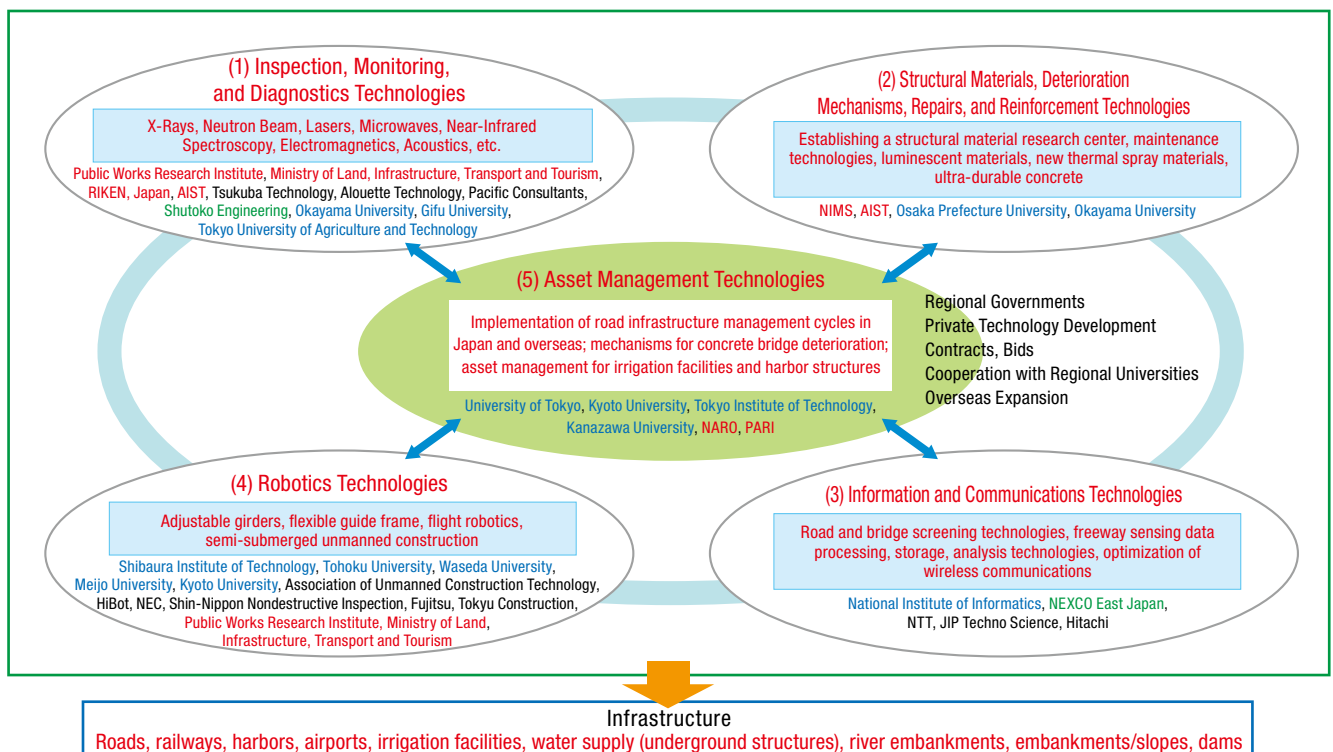 (1) Inspection, Monitoring,
and Diagnostics Technologies
X-Rays, Neutron Beam, Lasers, Microwaves, Near-Infrared
Spectroscopy, Electromagnetics, Acoustics, etc.
Public Works Research Institute, Ministry of Land, Infrastructure, Transport and Tourism,
RIKEN, Japan, AIST, Tsukuba Technology, Alouette Technology, Pacific Consultants,
Shutoko Engineering, Okayama University, Gifu University,
Tokyo University of Agriculture and Technology
(2) Structural Materials, Deterioration
Mechanisms, Repairs, and Reinforcement Technologies
Establishing a structural material research center, maintenance
technologies, luminescent materials, new thermal spray materials,
ultra-durable concrete
NIMS, AIST, Osaka Prefecture University, Okayama University
(5) Asset Management Technologies
Implementation of road infrastructure management cycles in
Japan and overseas; mechanisms for concrete bridge deterioration;
asset management for irrigation facilities and harbor structures
University of Tokyo, Kyoto University, Tokyo Institute of Technology,
Kanazawa University, NARO, PARI
Regional Governments
Private Technology Development
Contracts, Bids
Cooperation with Regional Universities
Overseas Expansion
(4) Robotics Technologies
Adjustable girders, flexible guide frame, flight robotics,
semi-submerged unmanned construction
Shibaura Institute of Technology, Tohoku University, Waseda University,
Meijo University, Kyoto University, Association of Unmanned Construction Technology,
HiBot, NEC, Shin-Nippon Nondestructive Inspection, Fujitsu, Tokyu Construction,
Public Works Research Institute, Ministry of Land,
Infrastructure, Transport and Tourism
(3) Information and Communications Technologies
Road and bridge screening technologies, freeway sensing data
processing, storage, analysis technologies, optimization of
wireless communications
National Institute of Informatics, NEXCO East Japan,
NTT, JIP Techno Science, Hitachi
Infrastructure
Roads, railways, harbors, airports, irrigation facilities, water supply (underground structures), river embankments, embankments/slopes, dams